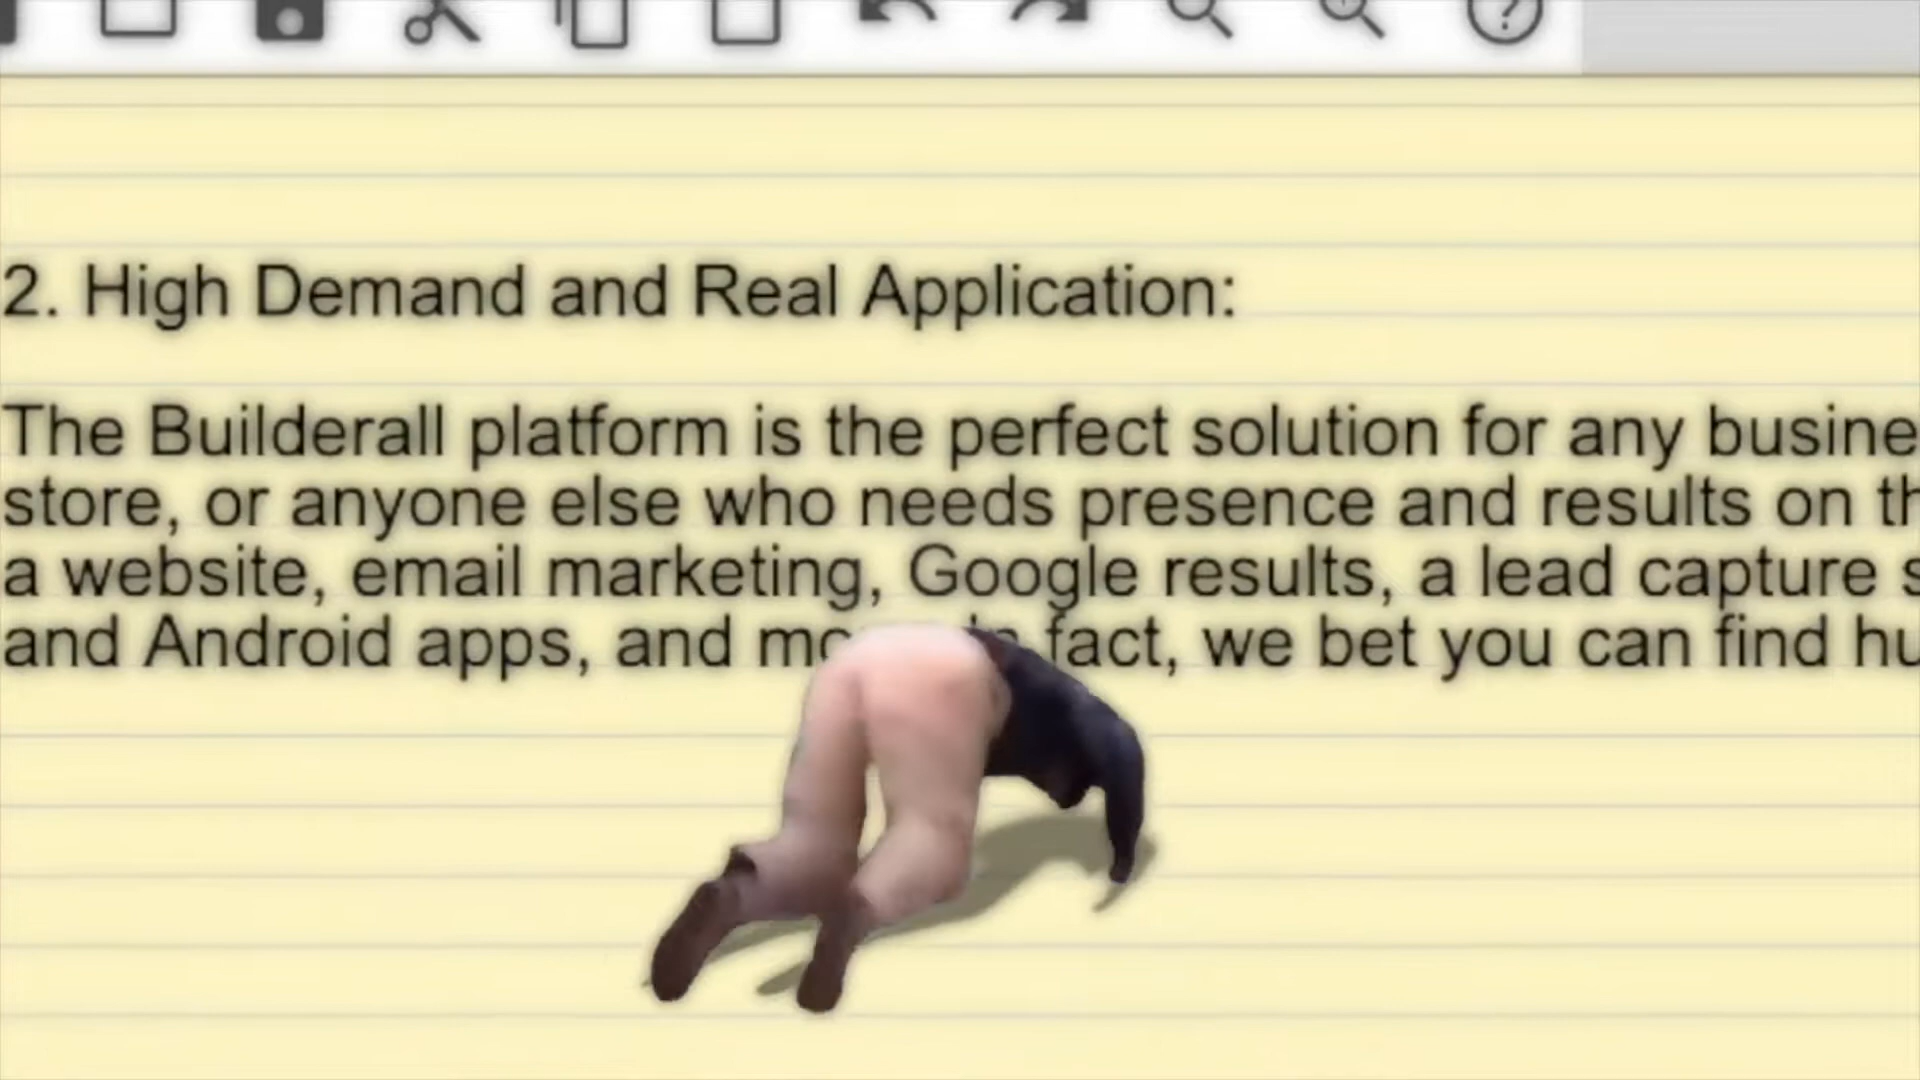 2. High Demand and Real Application:
The Builderall platform is the perfect solution for any busine
store, or anyone else who needs presence and results on th
a website, email marketing, Google results, a lead capture s
and Android apps, and mo fact, we bet you can find hu